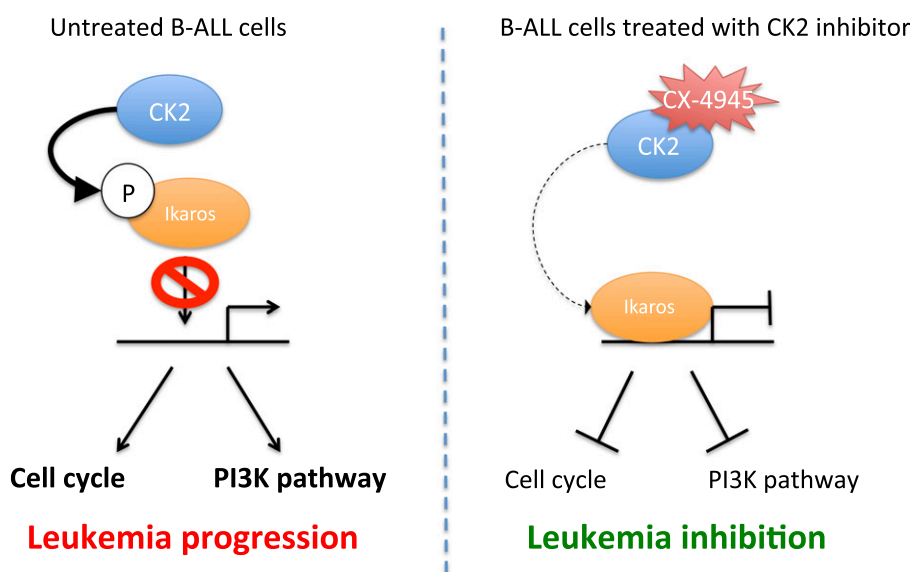 Untreated B-ALL cells
CK2
P
Ikaros
Cell cycle
PI3K pathway
Leukemia progression
B-ALL cells treated with CK2 inhibitor
CX-4945
CK2
Ikaros
Cell cycle
PI3K pathway
Leukemia inhibition